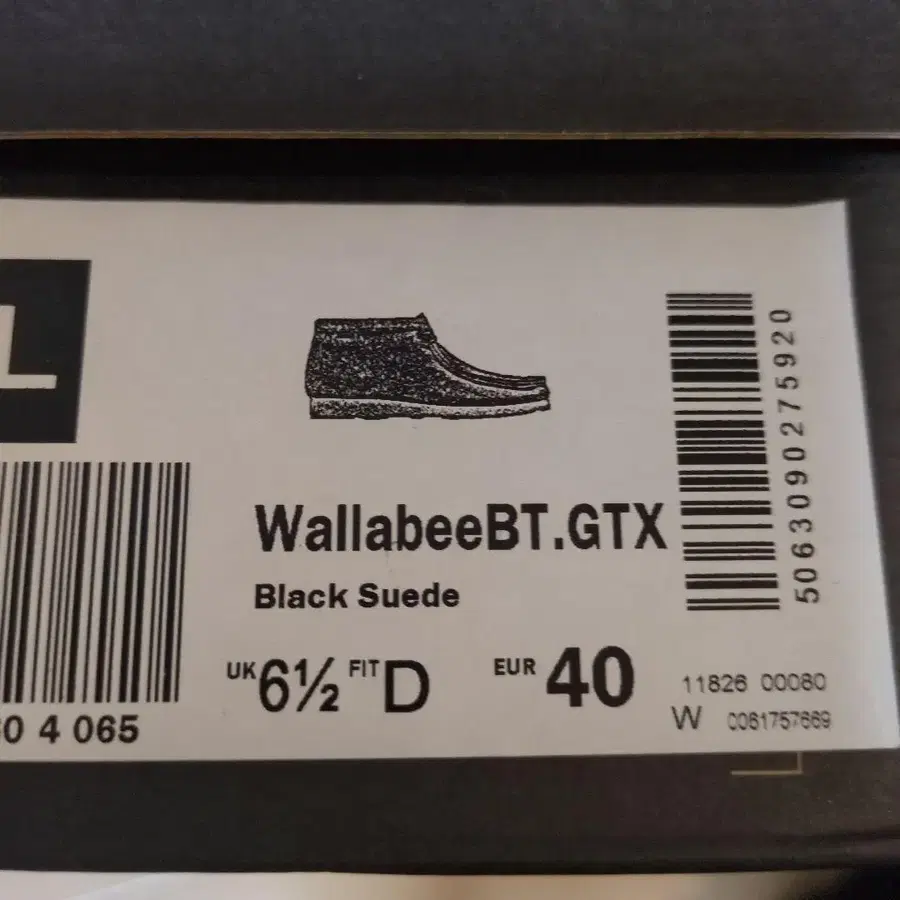 L
WallabeeBT.GTX
Black Suede
UK 6½ FIT D EUR 40
0 4 065
5063090275920
11826 00080
W 0061757669